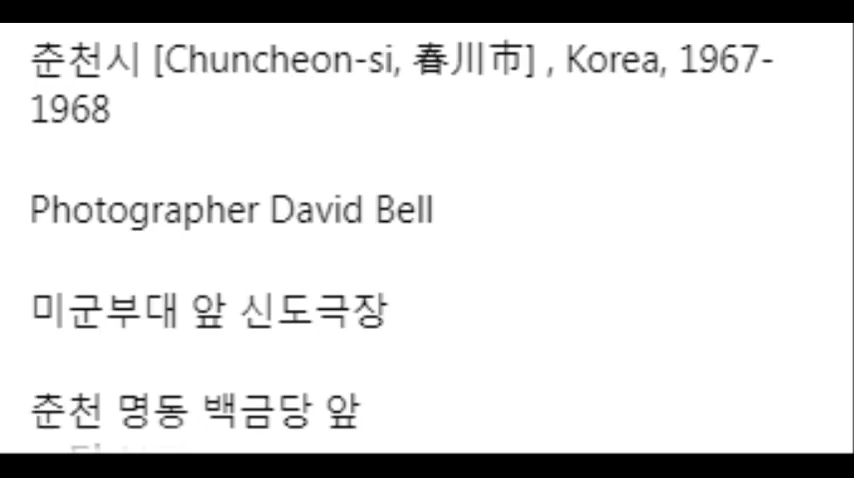 춘천시 [Chuncheon-si, 春川市] , Korea, 1967-
1968
Photographer David Bell
미군부대 앞 신도극장
춘천 명동 백금당 앞